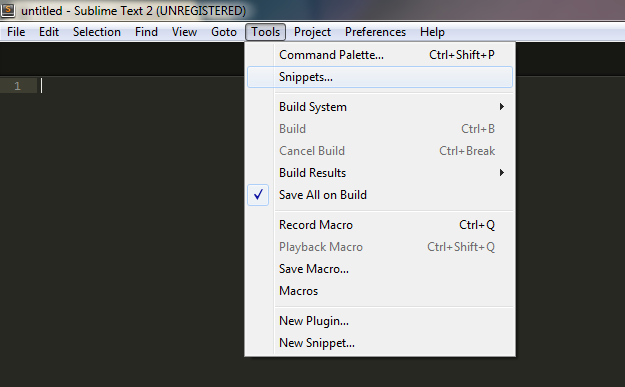 untitled - Sublime Text 2 (UNREGISTERED)
File Edit Selection Find View Goto Tools Project Preferences Help
Command Palette... Ctrl+Shift+P
Snippets...
1
Build System
Build Ctrl+B
Cancel Build Ctrl+Break
Build Results
Save All on Build
Record Macro Ctrl+Q
Playback Macro Ctrl+Shift+Q
Save Macro...
Macros
New Plugin...
New Snippet...